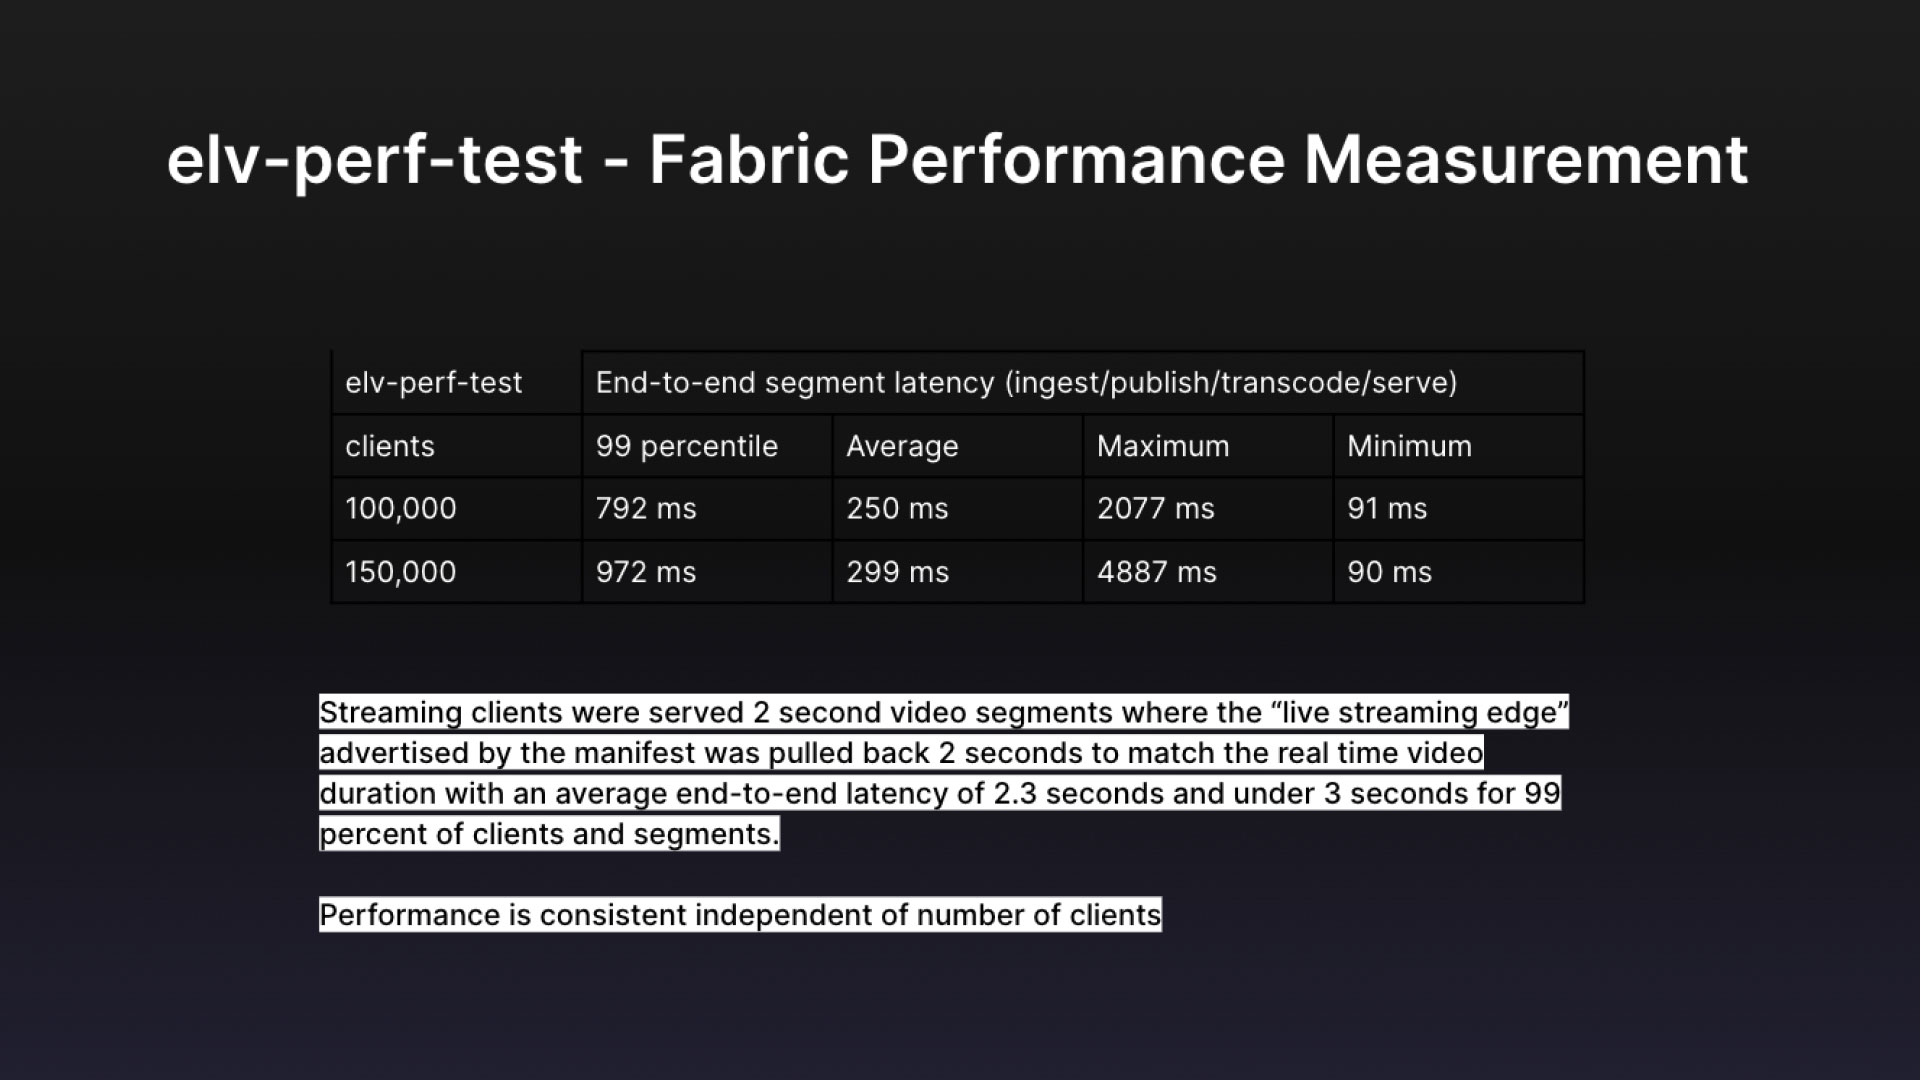 elv-perf-test - Fabric Performance Measurement
elv-perf-test End-to-end segment latency (ingest/publish/transcode/serve)
clients 99 percentile Average Maximum Minimum
100,000 792 ms 250 ms 2077 ms 91 ms
150,000 972 ms 299 ms 4887 ms 90 ms
Streaming clients were served 2 second video segments where the “live streaming edge”
advertised by the manifest was pulled back 2 seconds to match the real time video
duration with an average end-to-end latency of 2.3 seconds and under 3 seconds for 99
percent of clients and segments.
Performance is consistent independent of number of clients